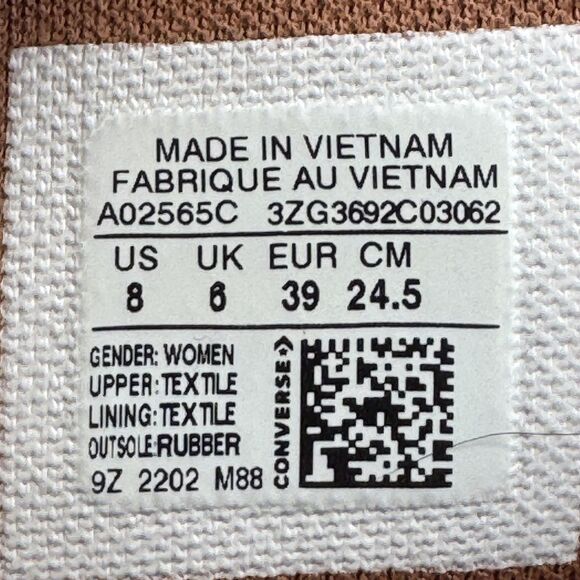 MADE IN VIETNAM
FABRIQUE AU VIETNAM
A02565C 3ZG3692C03062
US UK EUR CM
8 6 39 24.5
GENDER: WOMEN
UPPER: TEXTILE
LINING: TEXTILE
OUTSOLE:RUBBER
9Z 2202 M88
CONVERSE